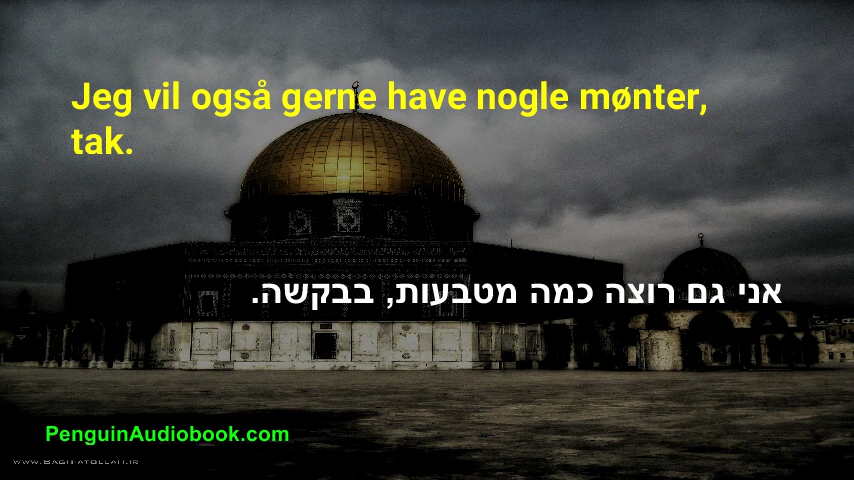 Jeg vil også gerne have nogle mønter,
tak.
אני גם רוצה כמה מטבעות, בבקשה.
PenguinAudiobook.com